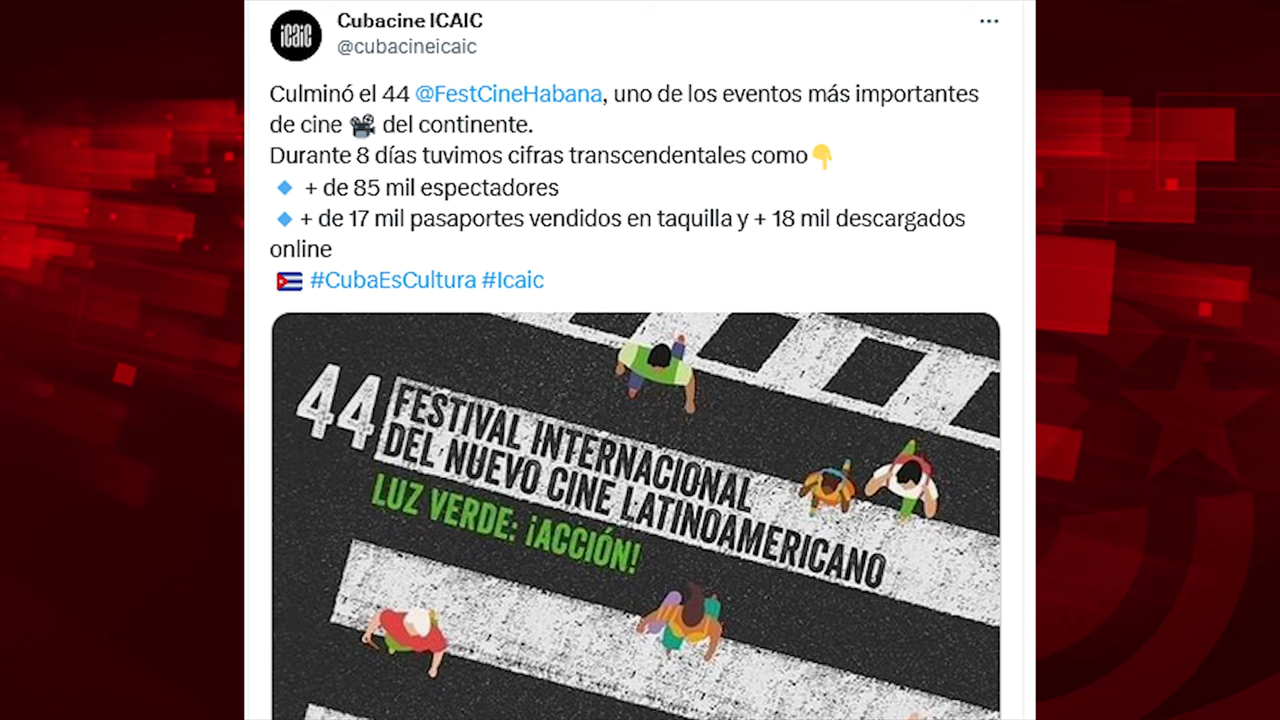 icaic
Cubacine ICAIC
@cubacineicaic
Culminó el 44 @FestCineHabana, uno de los eventos más importantes
de cine 🎥 del continente.
Durante 8 días tuvimos cifras transcendentales como👇
🔹 + de 85 mil espectadores
🔹 + de 17 mil pasaportes vendidos en taquilla y + 18 mil descargados
online
🇨🇺 #CubaEsCultura #Icaic
44 FESTIVAL INTERNACIONAL
DEL NUEVO CINE LATINOAMERICANO
LUZ VERDE: ¡ACCIÓN!